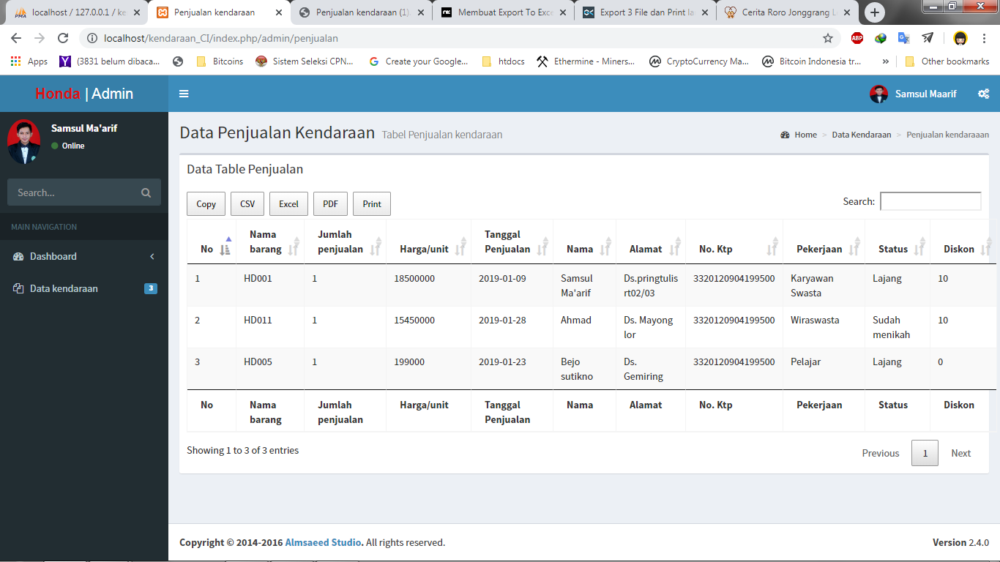 localhost / 127.0.0.1 / ke
Penjualan kendaraan
Penjualan kendaraan (1).
Membuat Export To Exce
Export 3 File dan Print la
Cerita Roro Jonggrang L
localhost/kendaraan_CI/index.php/admin/penjualan
Apps
(3831 belum dibaca...
Bitcoins
Sistem Seleksi CPN...
Create your Google...
htdocs
Ethermine - Miners...
CryptoCurrency Ma...
Bitcoin Indonesia tr...
»
Other bookmarks
Honda | Admin
Samsul Maarif
Samsul Ma'arif
Online
Search...
MAIN NAVIGATION
Dashboard
Data kendaraan 3
Data Penjualan Kendaraan Tabel Penjualan kendaraan
Home > Data Kendaraan > Penjualan kendaraaan
Data Table Penjualan
Copy CSV Excel PDF Print
Search:
No Nama barang Jumlah penjualan Harga/unit Tanggal Penjualan Nama Alamat No. Ktp Pekerjaan Status Diskon
1 HD001 1 18500000 2019-01-09 Samsul Ma'arif Ds.pringtulis rt02/03 3320120904199500 Karyawan Swasta Lajang 10
2 HD011 1 15450000 2019-01-28 Ahmad Ds. Mayong lor 3320120904199500 Wiraswasta Sudah menikah 10
3 HD005 1 199000 2019-01-23 Bejo sutikno Ds. Gemiring 3320120904199500 Pelajar Lajang 0
No Nama barang Jumlah penjualan Harga/unit Tanggal Penjualan Nama Alamat No. Ktp Pekerjaan Status Diskon
Showing 1 to 3 of 3 entries
Previous 1 Next
Copyright © 2014-2016 Almsaeed Studio. All rights reserved.
Version 2.4.0